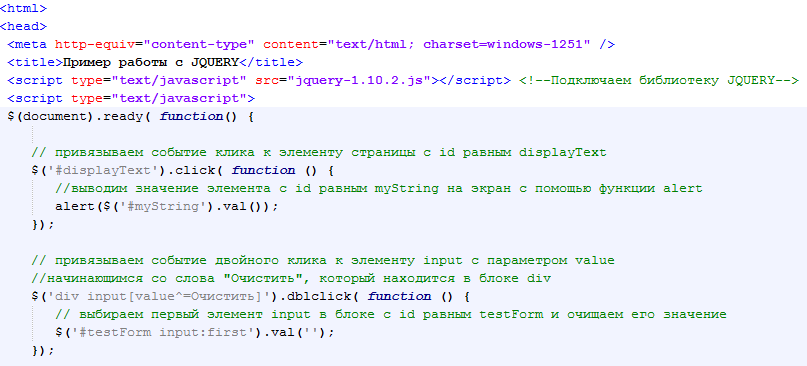 <html>
<head>
<meta http-equiv="content-type" content="text/html; charset=windows-1251" />
<title>Пример работы с JQUERY</title>
<script type="text/javascript" src="jquery-1.10.2.js"></script> <!--Подключаем библиотеку JQUERY-->
<script type="text/javascript">
$(document).ready( function() {
// привязываем событие клика к элементу страницы с id равным displayText
$('#displayText').click( function () {
//выводим значение элемента с id равным myString на экран с помощью функции alert
alert($('#myString').val());
});
// привязываем событие двойного клика к элементу input с параметром value
//начинающимся со слова "Очистить", который находится в блоке div
$('div input[value^=Очистить]').dblclick( function () {
// выбираем первый элемент input в блоке с id равным testForm и очищаем его значение
$('#testForm input:first').val('');
});